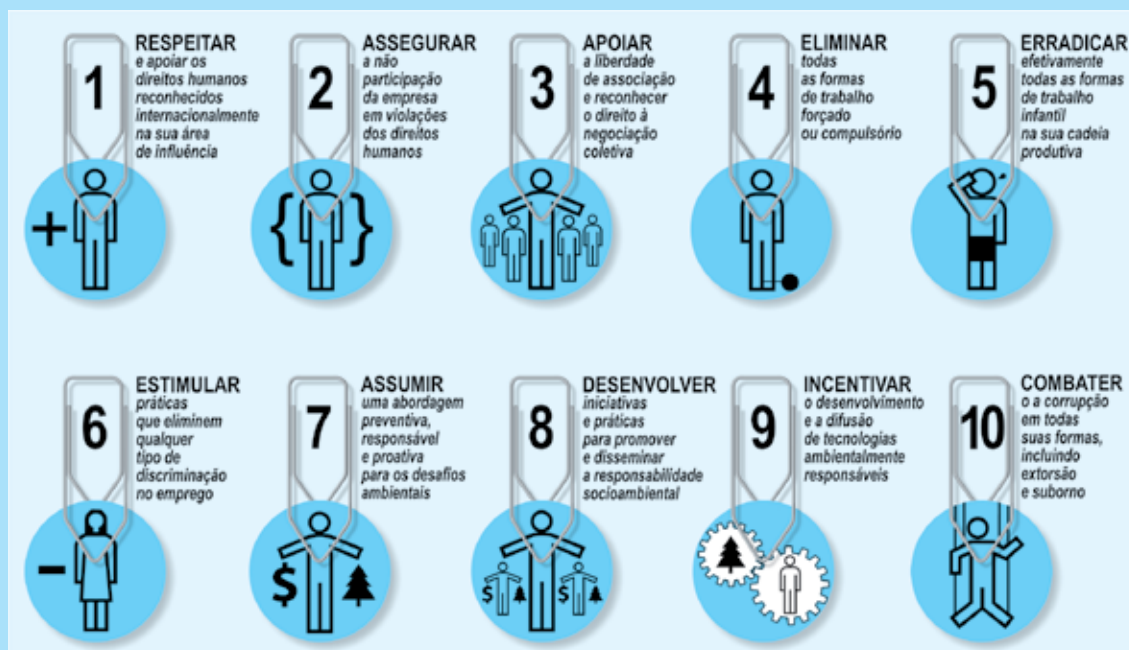 1
RESPEITAR
e apoiar os
direitos humanos
reconhecidos
internacionalmente
na sua área
de influência
2
ASSEGURAR
a não
participação
da empresa
em violações
dos direitos
humanos
3
APOIAR
a liberdade
de associação
e reconhecer
o direito à
negociação
coletiva
4
ELIMINAR
todas
as formas
de trabalho
forçado
ou compulsório
5
ERRADICAR
efetivamente
todas as formas
de trabalho
infantil
na sua cadeia
produtiva
+
{ }
6
ESTIMULAR
práticas
que eliminem
qualquer
tipo de
discriminação
no emprego
7
ASSUMIR
uma abordagem
preventiva,
responsável
e proativa
para os desafios
ambientais
8
DESENVOLVER
iniciativas
e práticas
para promover
e disseminar
a responsabilidade
socioambiental
9
INCENTIVAR
o desenvolvimento
e a difusão
de tecnologias
ambientalmente
responsáveis
10
COMBATER
o a corrupção
em todas
suas formas,
incluindo
extorsão
e suborno
-
$
$ $